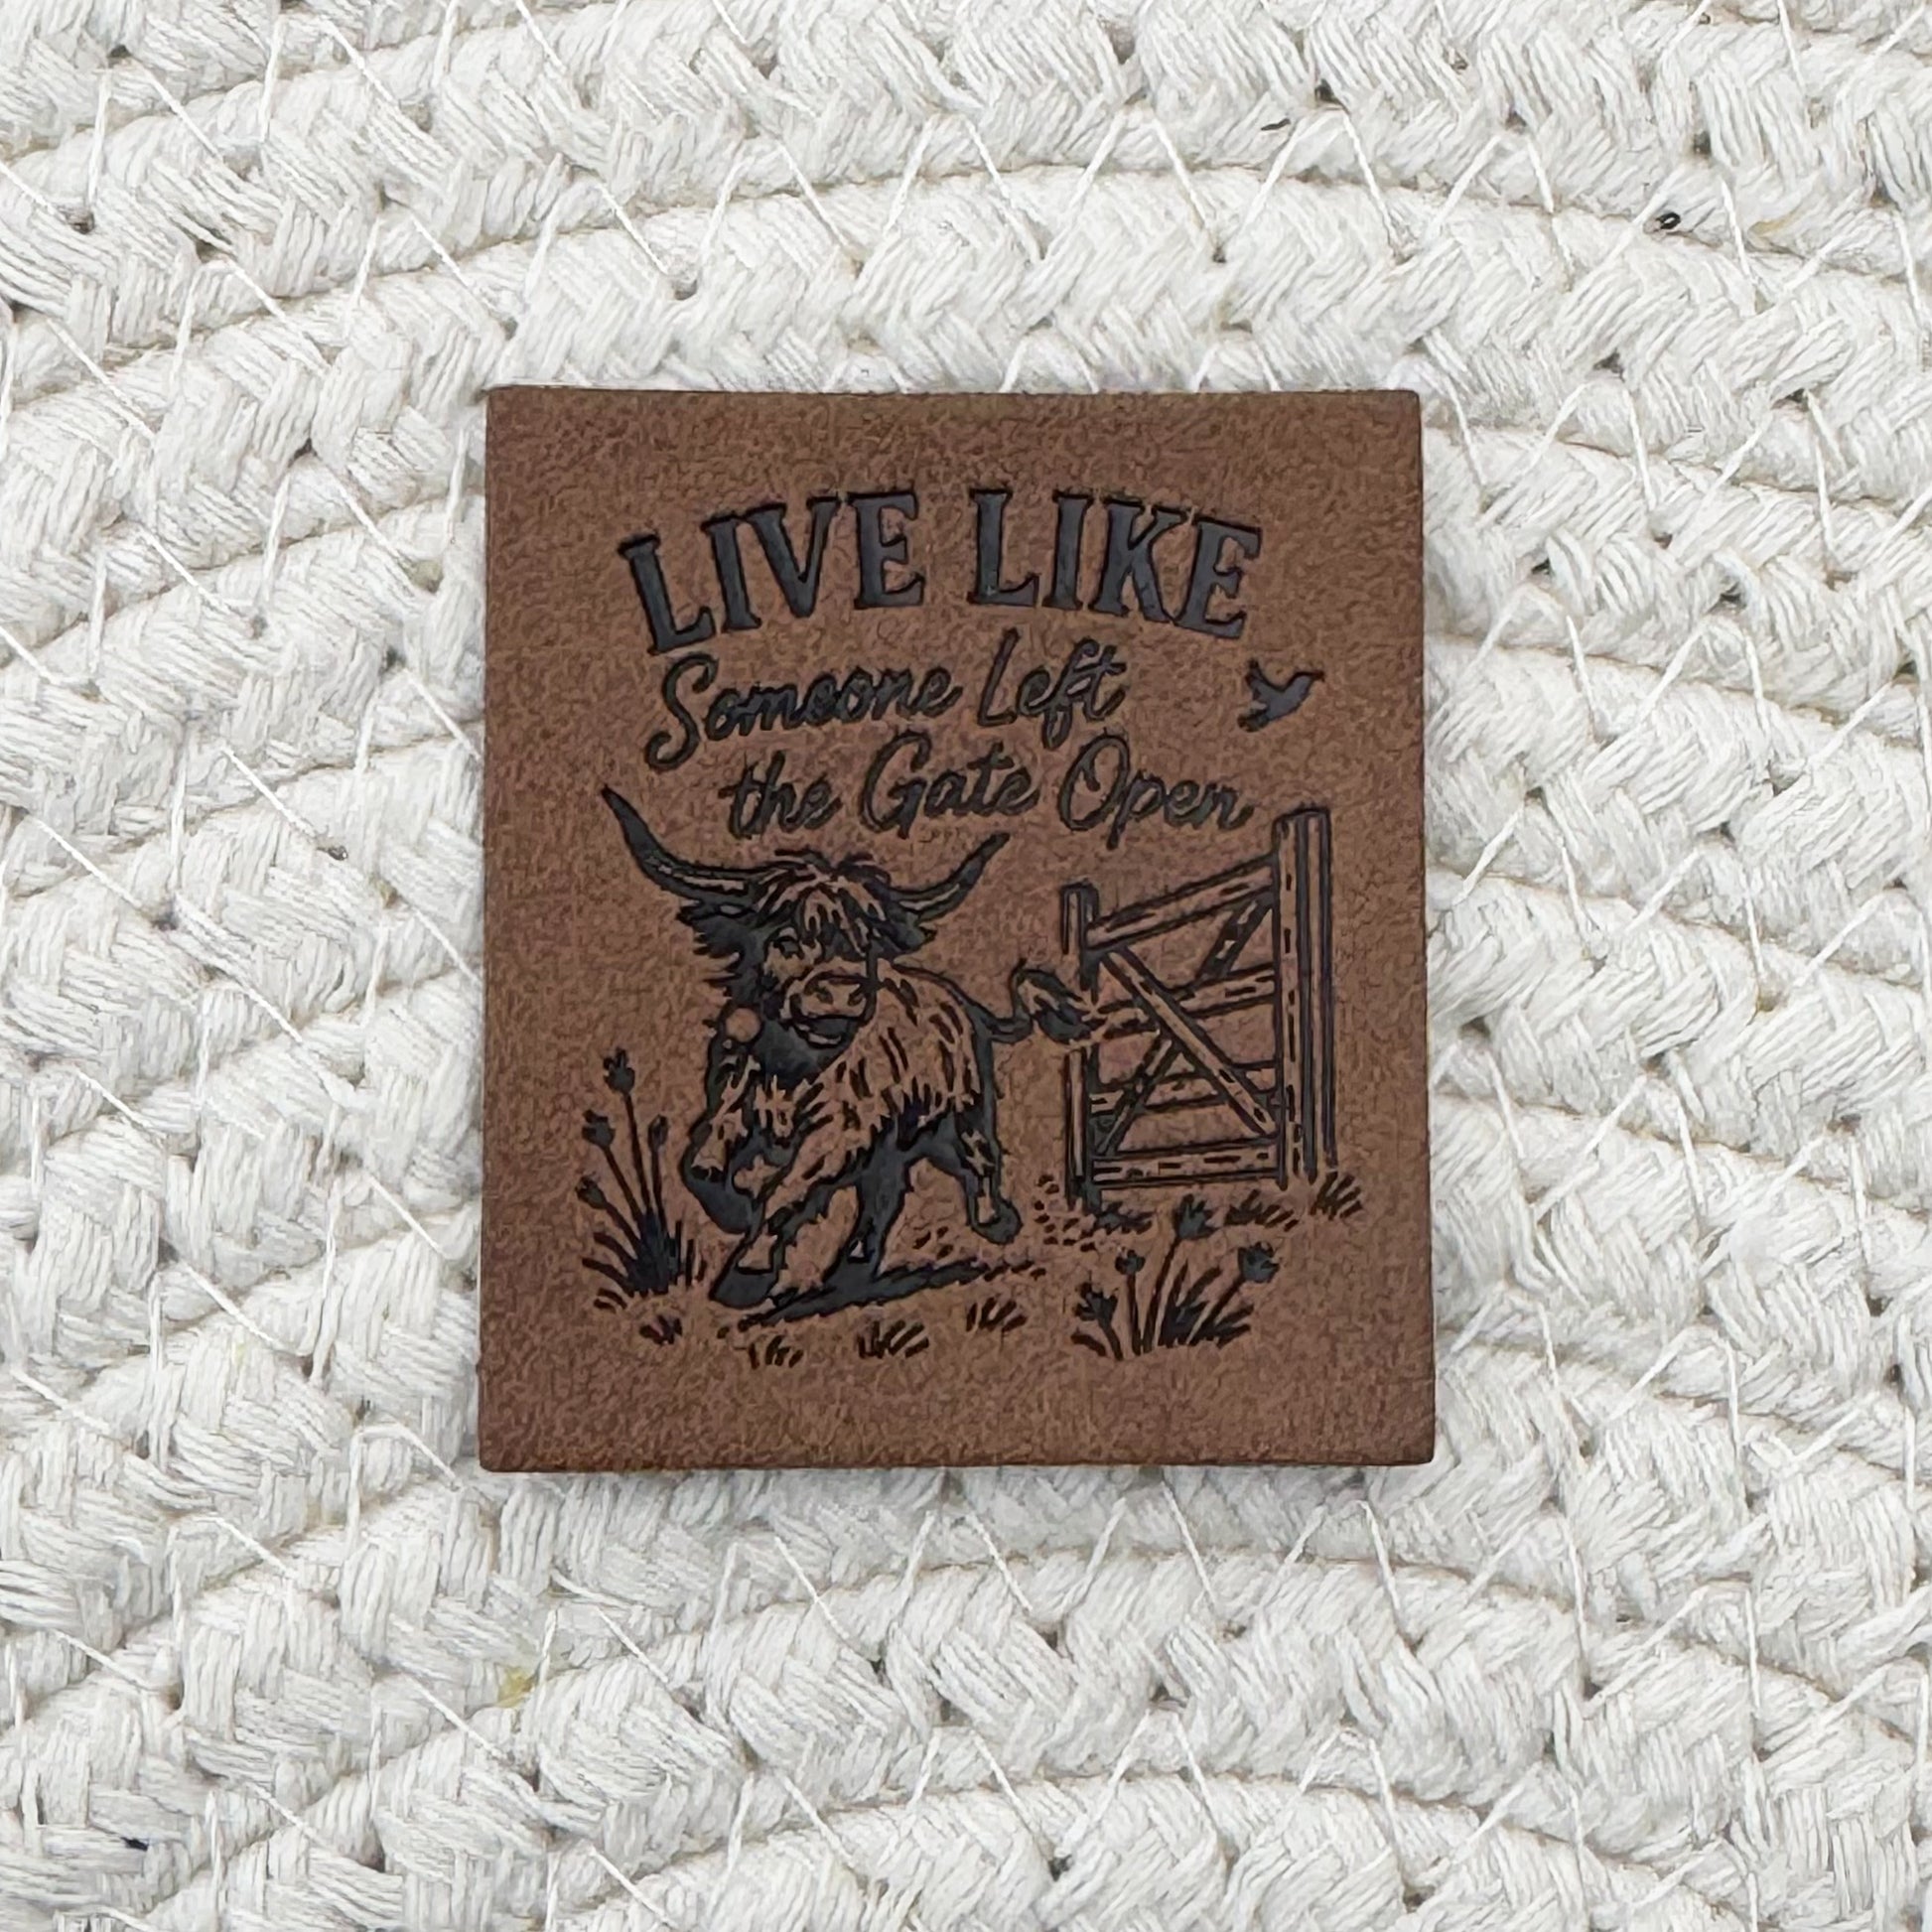 LIVE LIKE
Someone Left
the Gate Open